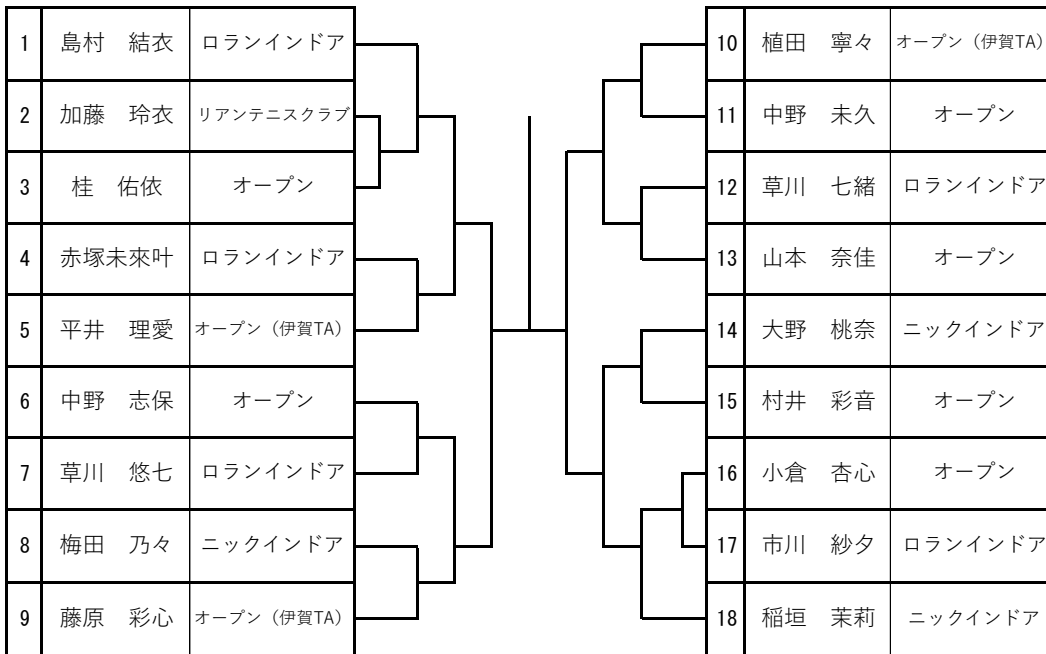 1 島村　結衣 ロランインドア
2 加藤　玲衣 リアンテニスクラブ
3 桂　佑依 オープン
4 赤塚未來叶 ロランインドア
5 平井　理愛 オープン（伊賀TA）
6 中野　志保 オープン
7 草川　悠七 ロランインドア
8 梅田　乃々 ニックインドア
9 藤原　彩心 オープン（伊賀TA）
10 植田　寧々 オープン（伊賀TA）
11 中野　未久 オープン
12 草川　七緒 ロランインドア
13 山本　奈佳 オープン
14 大野　桃奈 ニックインドア
15 村井　彩音 オープン
16 小倉　杏心 オープン
17 市川　紗夕 ロランインドア
18 稲垣　茉莉 ニックインドア